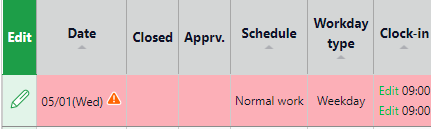 Edit Date Closed Apprv. Schedule Workday type Clock-in
05/01(Wed) Normal work Weekday Edit 09:00
Edit 09:00